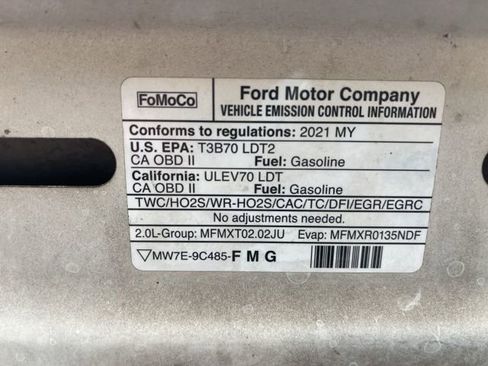 FoMoCo
Ford Motor Company
VEHICLE EMISSION CONTROL INFORMATION
Conforms to regulations: 2021 MY
U.S. EPA: T3B70 LDT2
CA OBD II Fuel: Gasoline
California: ULEV70 LDT
CA OBD II Fuel: Gasoline
TWC/HO2S/WR-HO2S/CAC/TC/DFI/EGR/EGRC
No adjustments needed.
2.0L-Group: MFMXT02.02JU Evap: MFMXR0135NDF
MW7E-9C485-FMG